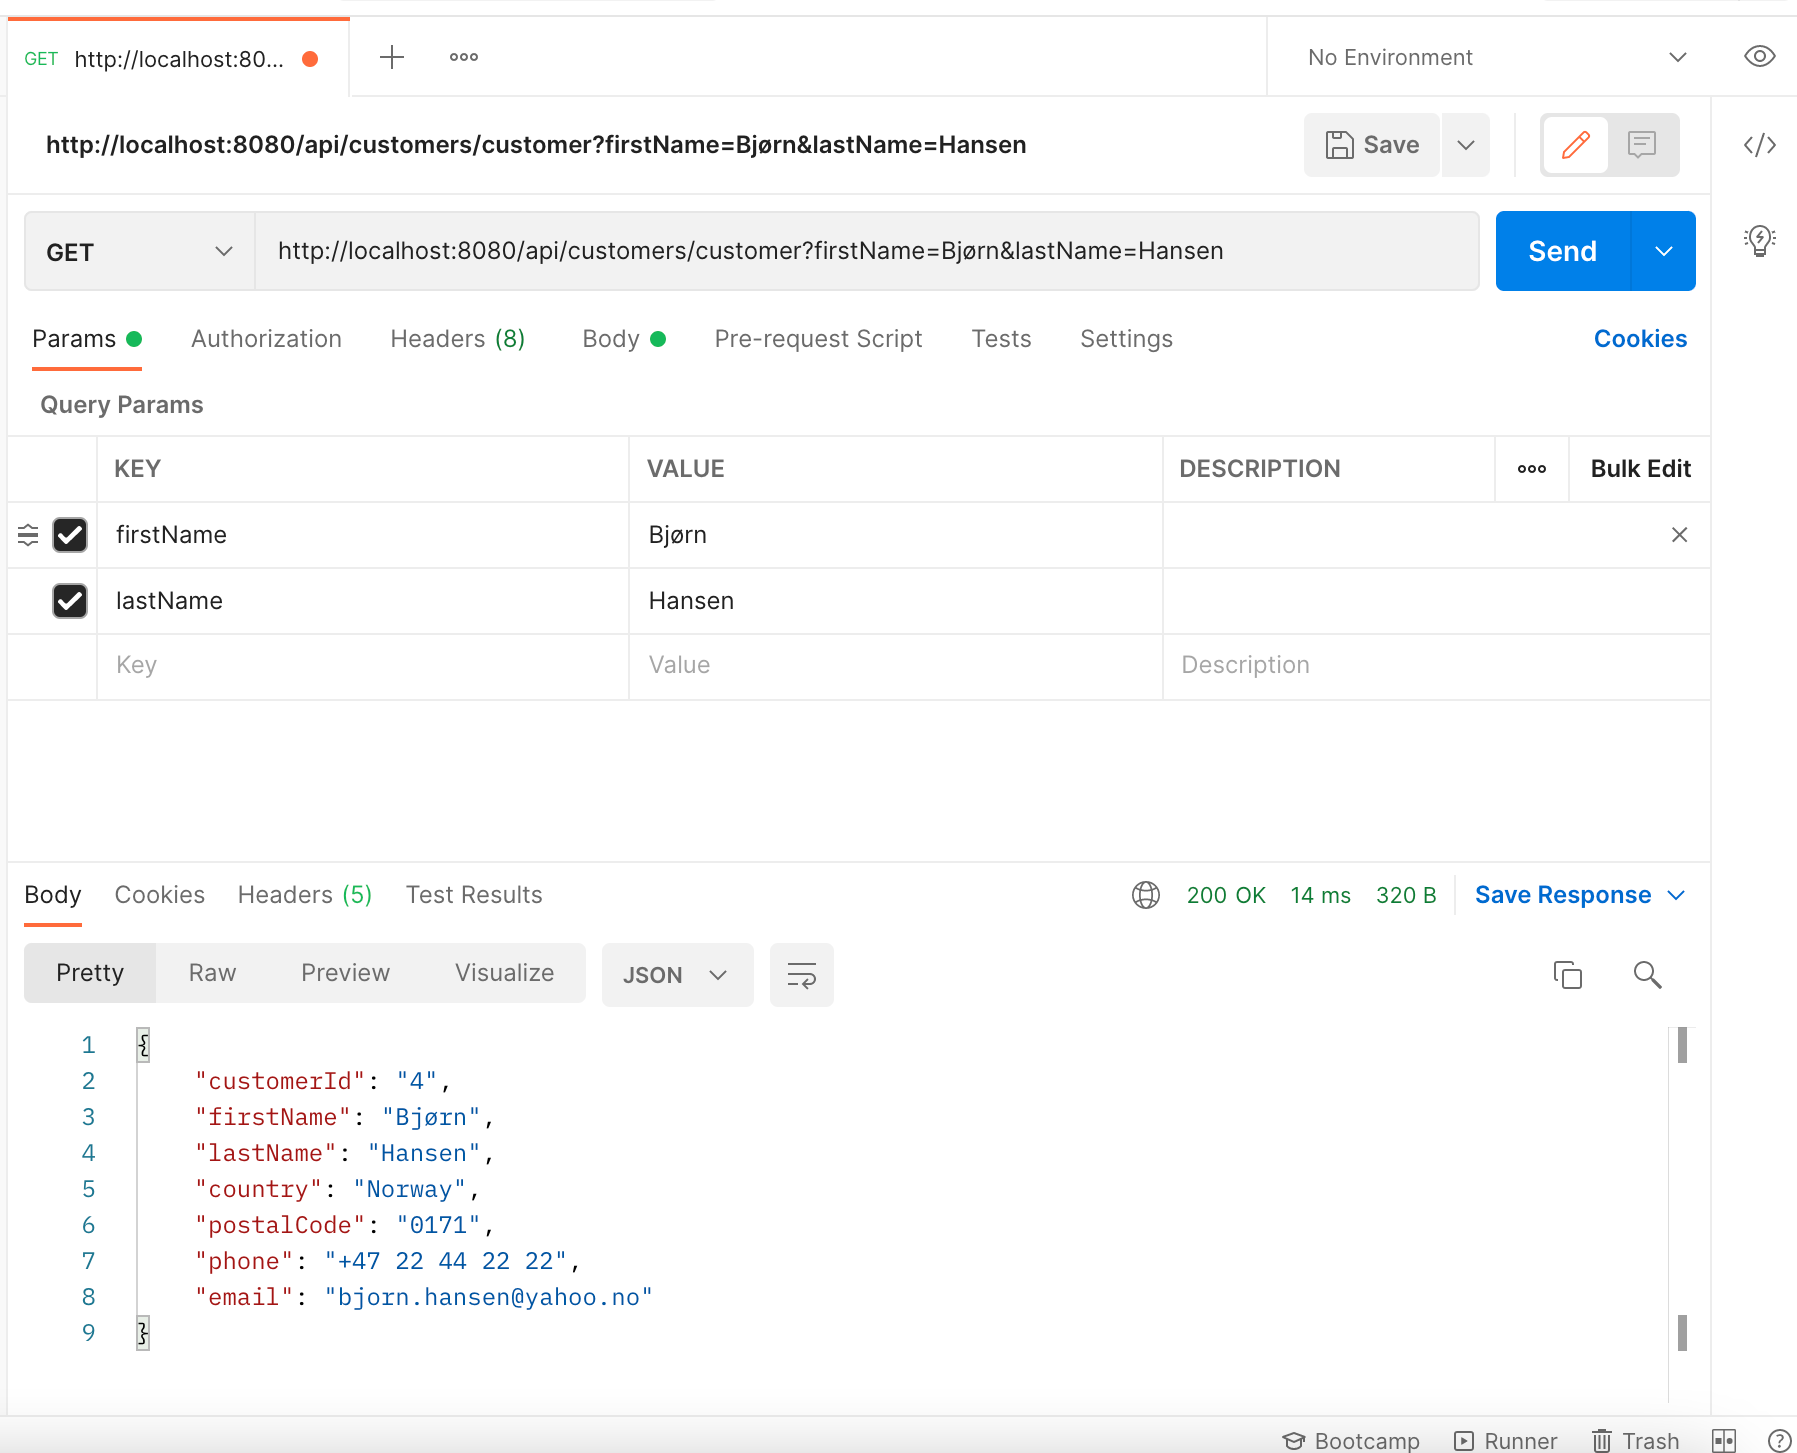 GET http://localhost:80...
No Environment
http://localhost:8080/api/customers/customer?firstName=Bjørn&lastName=Hansen
Save
GET
http://localhost:8080/api/customers/customer?firstName=Bjørn&lastName=Hansen
Send
Params Authorization Headers (8) Body Pre-request Script Tests Settings Cookies
Query Params
KEY VALUE DESCRIPTION Bulk Edit
firstName Bjørn
lastName Hansen
Key Value Description
Body Cookies Headers (5) Test Results 200 OK 14 ms 320 B Save Response
Pretty Raw Preview Visualize JSON
1 {
2 "customerId": "4",
3 "firstName": "Bjørn",
4 "lastName": "Hansen",
5 "country": "Norway",
6 "postalCode": "0171",
7 "phone": "+47 22 44 22 22",
8 "email": "bjorn.hansen@yahoo.no"
9 }
Bootcamp Runner Trash